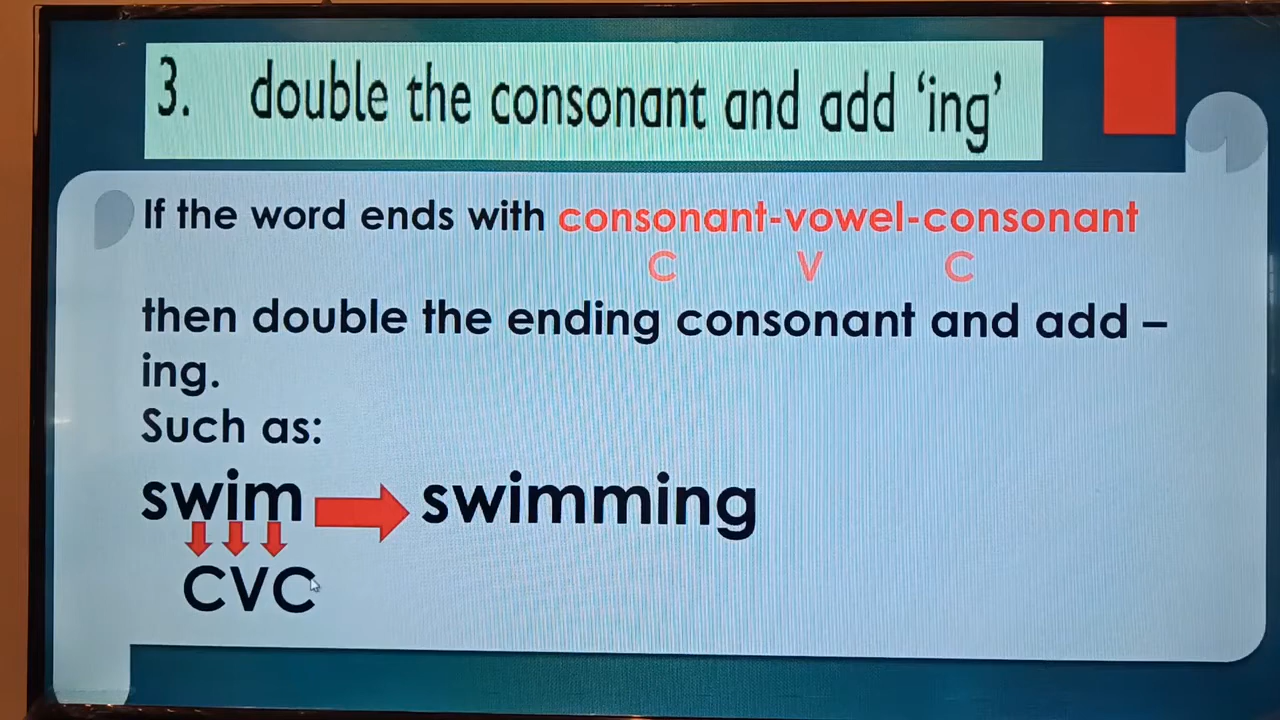 3. double the consonant and add ‘ing’
If the word ends with consonant-vowel-consonant
C V C
then double the ending consonant and add –
ing.
Such as:
swim swimming
CVC